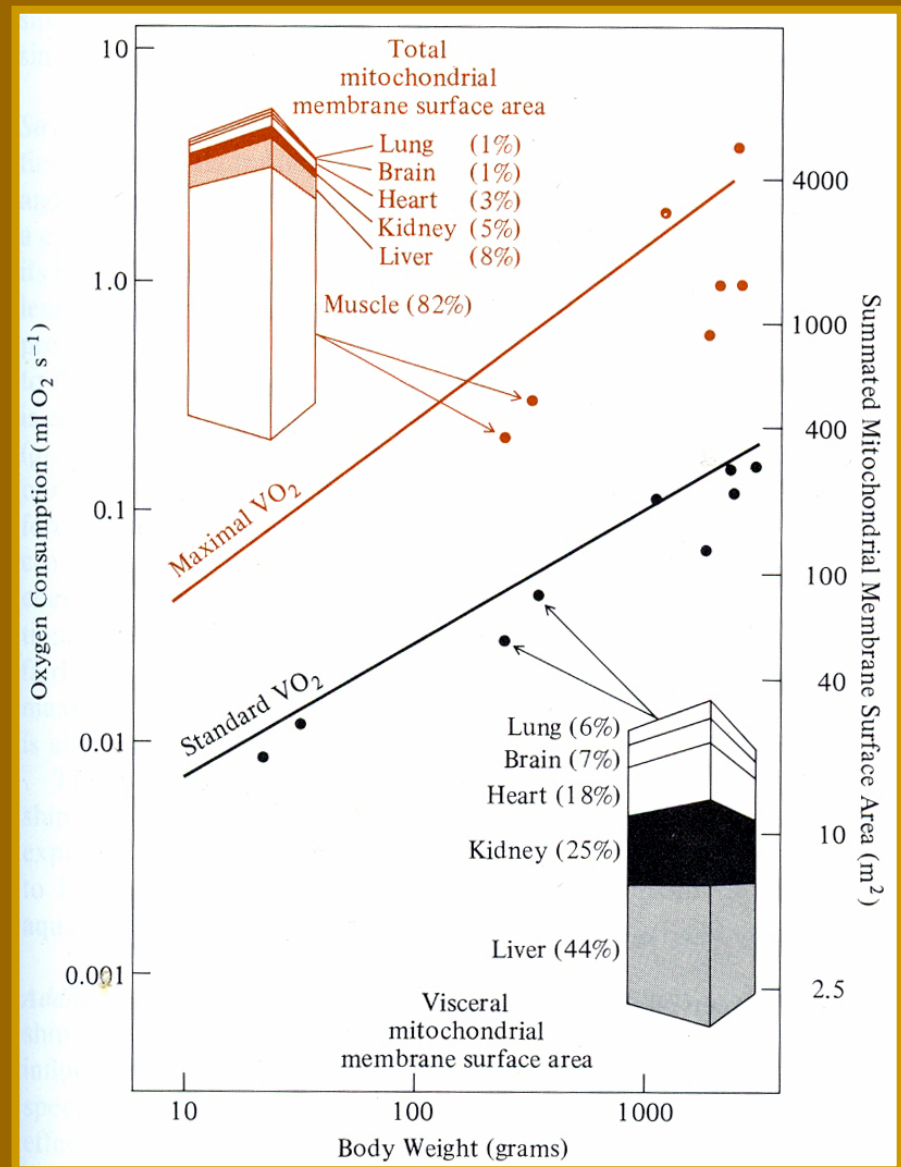 Total
mitochondrial
membrane surface area
Lung (1%)
Brain (1%)
Heart (3%)
Kidney (5%)
Liver (8%)
Muscle (82%)
10
1.0
0.1
0.01
0.001
Oxygen Consumption (ml O₂ s⁻¹)
Maximal VO₂
Standard VO₂
4000
1000
400
100
40
10
2.5
Summated Mitochondrial Membrane Surface Area (m²)
Lung (6%)
Brain (7%)
Heart (18%)
Kidney (25%)
Liver (44%)
Visceral
mitochondrial
membrane surface area
10 100 1000
Body Weight (grams)